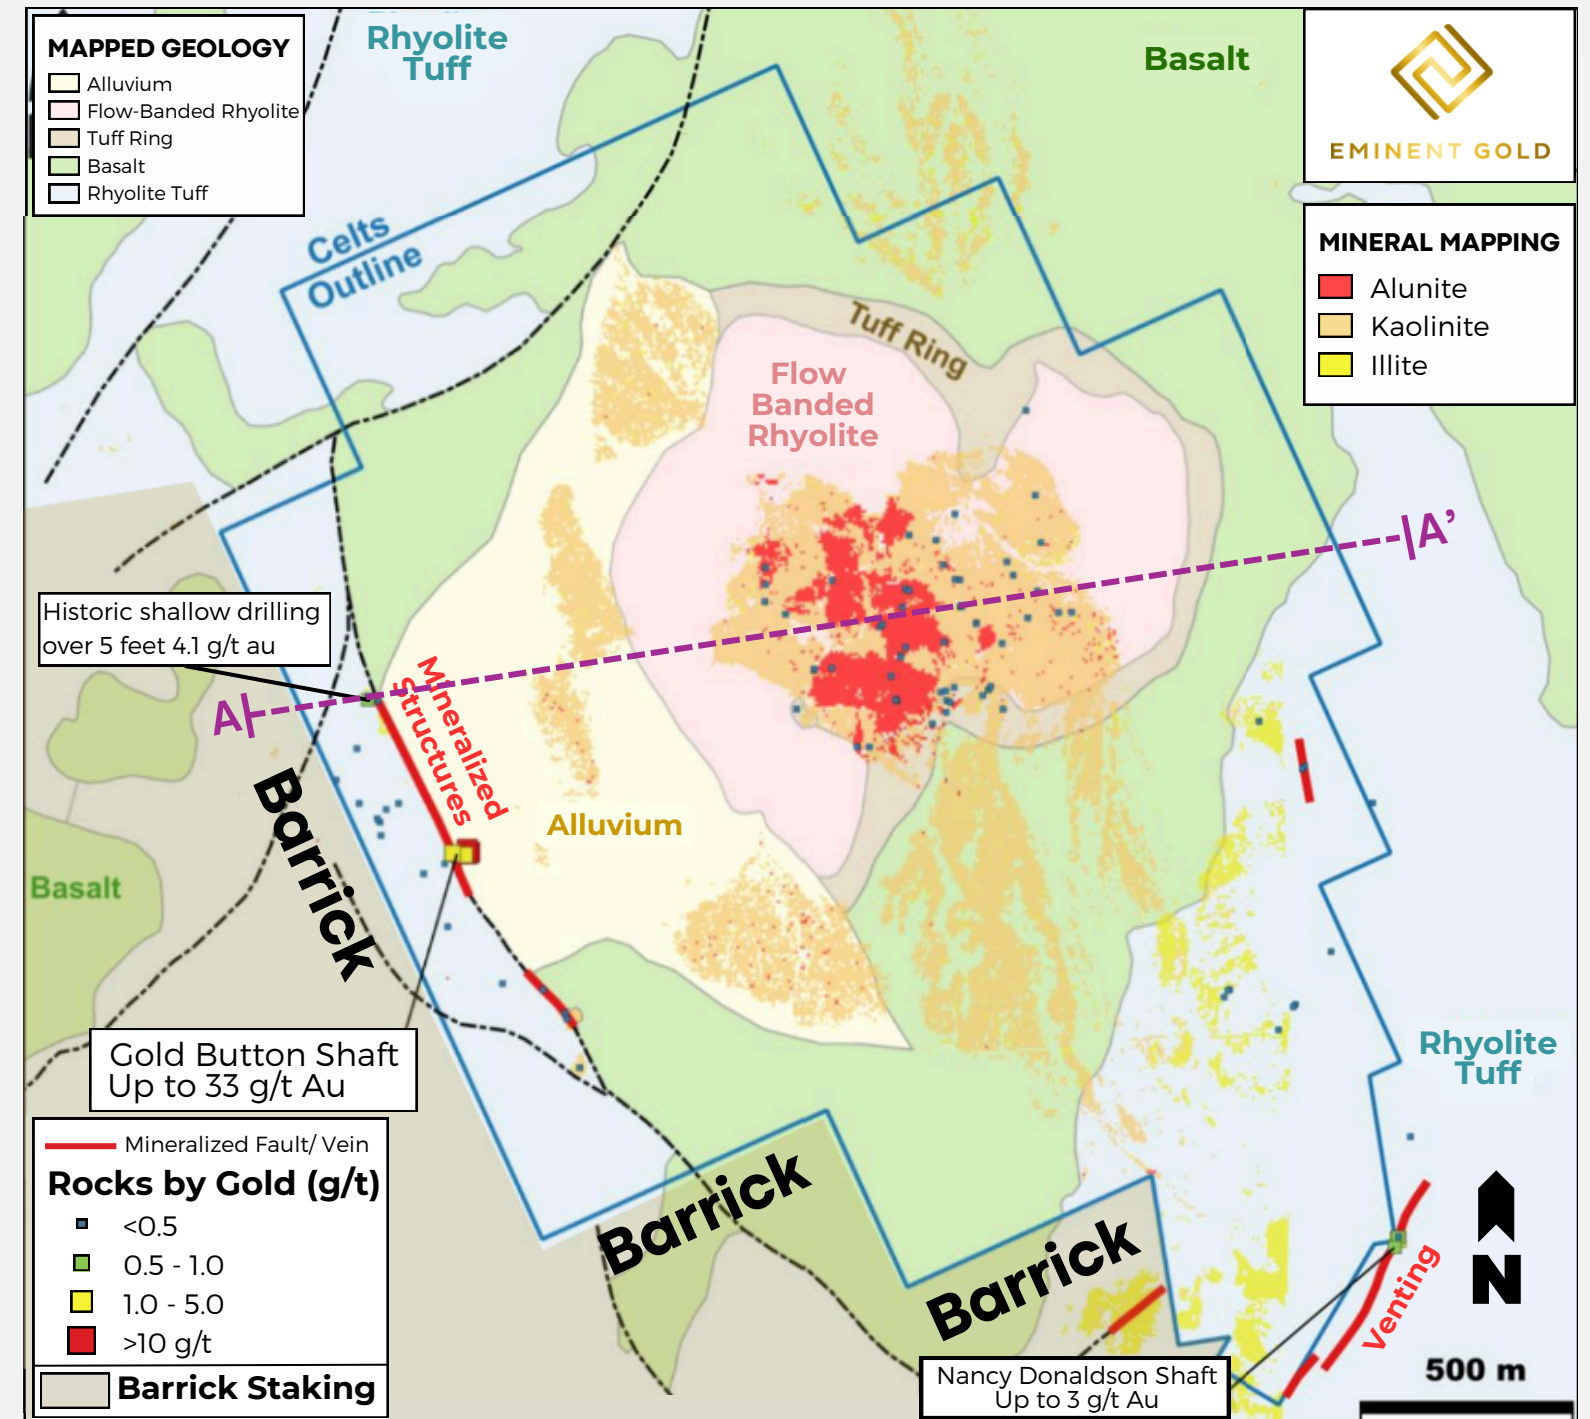 MAPPED GEOLOGY
Alluvium
Flow-Banded Rhyolite
Tuff Ring
Basalt
Rhyolite Tuff
Rhyolite
Tuff
Basalt
EMINENT GOLD
MINERAL MAPPING
Alunite
Kaolinite
Illite
Celts
Outline
Tuff Ring
Flow
Banded
Rhyolite
A'
Historic shallow drilling
over 5 feet 4.1 g/t au
A
Mineralized
Structures
Barrick
Alluvium
Basalt
Gold Button Shaft
Up to 33 g/t Au
Rhyolite
Tuff
Mineralized Fault/ Vein
Rocks by Gold (g/t)
<0.5
0.5 - 1.0
1.0 - 5.0
>10 g/t
Barrick Staking
Barrick
Barrick
Nancy Donaldson Shaft
Up to 3 g/t Au
Venting
N
500 m